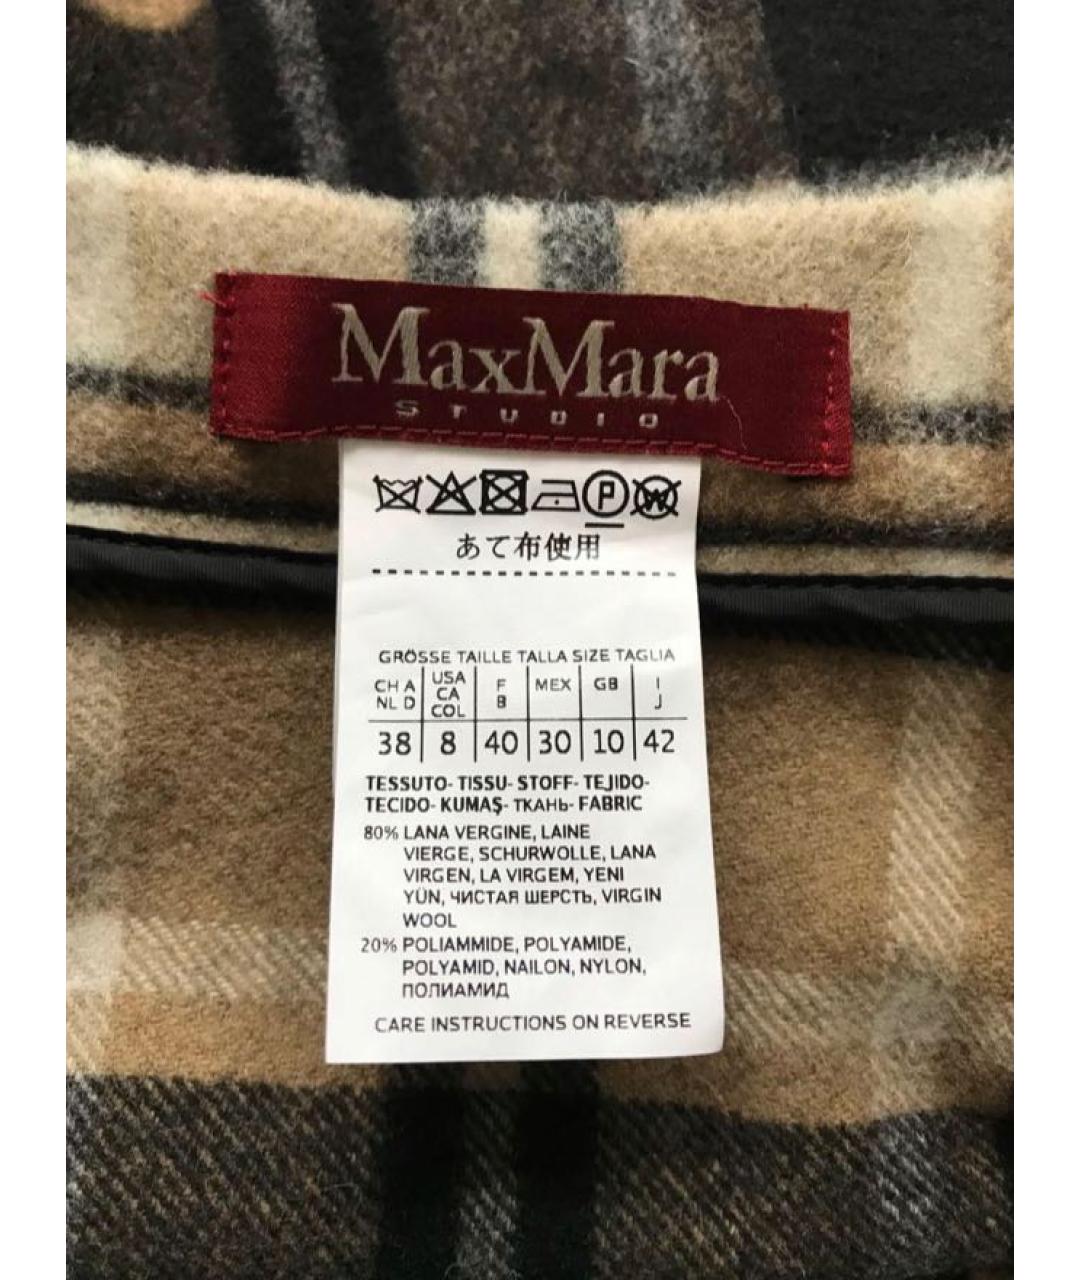 MaxMara
STUDIO
P W
あて布使用
GRÖSSE TAILLE TALLA SIZE TAGLIA
CH A NL D USA CA COL F B MEX GB I J
38 8 40 30 10 42
TESSUTO- TISSU- STOFF- TEJIDO-
TECIDO- KUMAŞ- ТКАНЬ- FABRIC
80% LANA VERGINE, LAINE
VIERGE, SCHURWOLLE, LANA
VIRGEN, LA VIRGEM, YENI
YÜN, ЧИСТАЯ ШЕРСТЬ, VIRGIN
WOOL
20% POLIAMMIDE, POLYAMIDE,
POLYAMID, NAILON, NYLON,
ПОЛИАМИД
CARE INSTRUCTIONS ON REVERSE